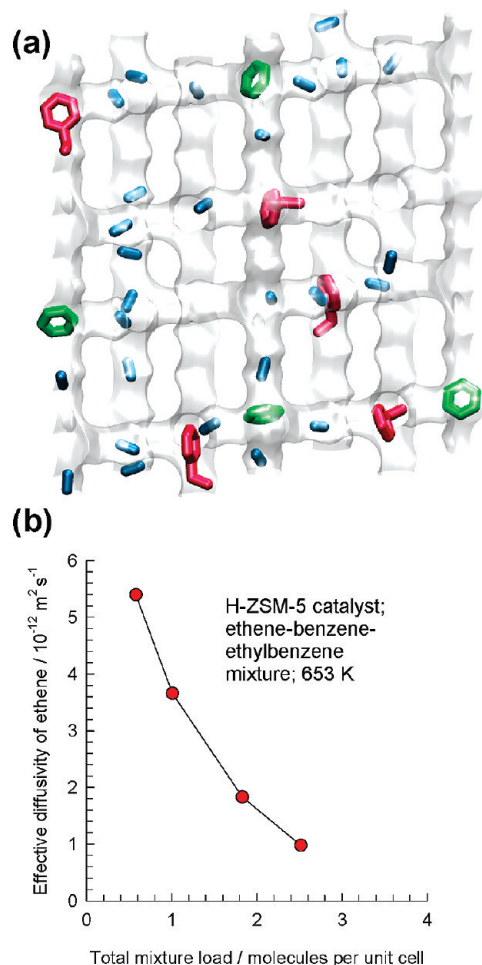 (a)
(b)
Effective diffusivity of ethene / 10⁻¹² m² s⁻¹
6
5
4
3
2
1
0
H-ZSM-5 catalyst;
ethene-benzene-
ethylbenzene
mixture; 653 K
0 1 2 3 4
Total mixture load / molecules per unit cell